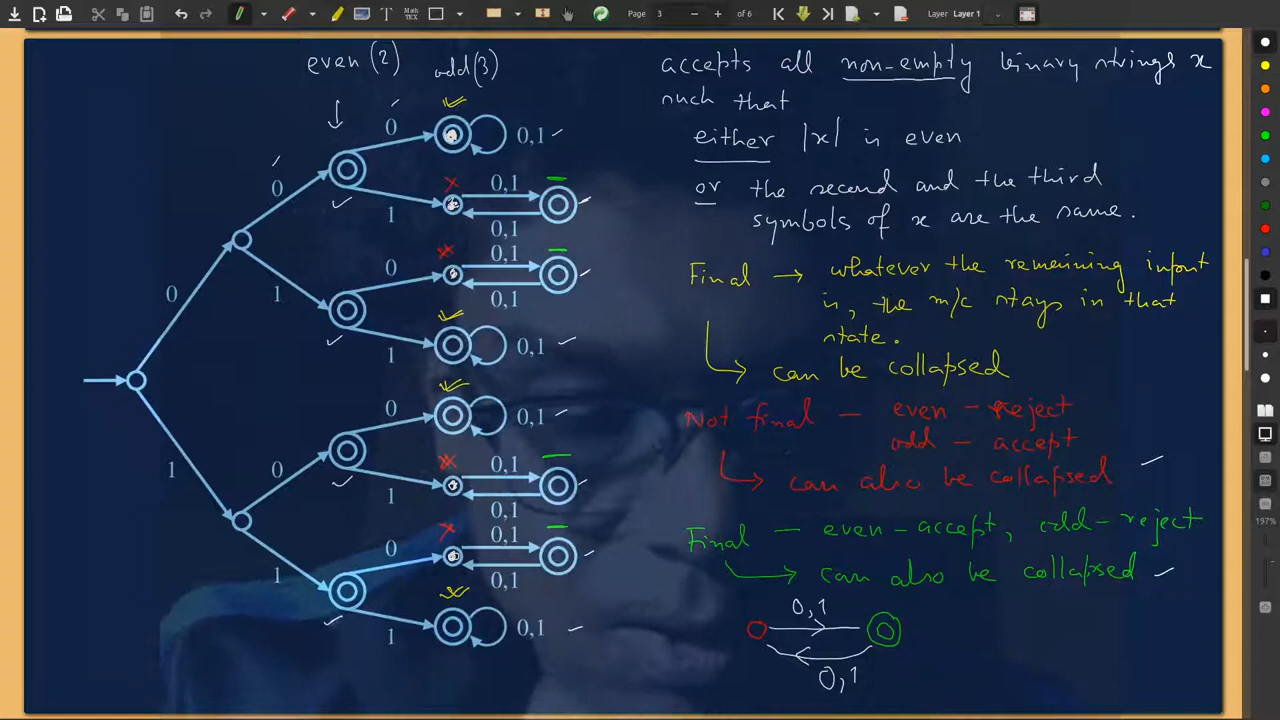 Math
TEX
Page 3 of 6 Layer Layer 1
even (2)
odd (3)
0
0,1
0
0,1
1
0,1
0
0,1
0
1
0,1
1
0,1
0
0,1
1
0
0,1
1
0,1
0
0,1
1
0,1
1
0,1
197%
accepts all non-empty binary strings x
such that
either |x| is even
or the second and the third
symbols of x are the same.
Final → whatever the remaining input
is, the m/c stays in that
state.
can be collapsed
Not final – even – reject
odd – accept
can also be collapsed
Final – even-accept, odd-reject
can also be collapsed
0,1
0,1